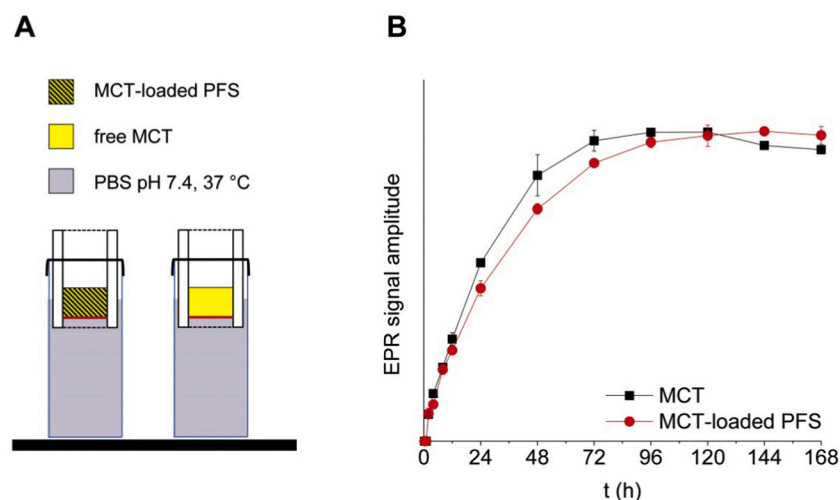 A
MCT-loaded PFS
free MCT
PBS pH 7.4, 37 °C
B
EPR signal amplitude
MCT
MCT-loaded PFS
0 24 48 72 96 120 144 168
t (h)